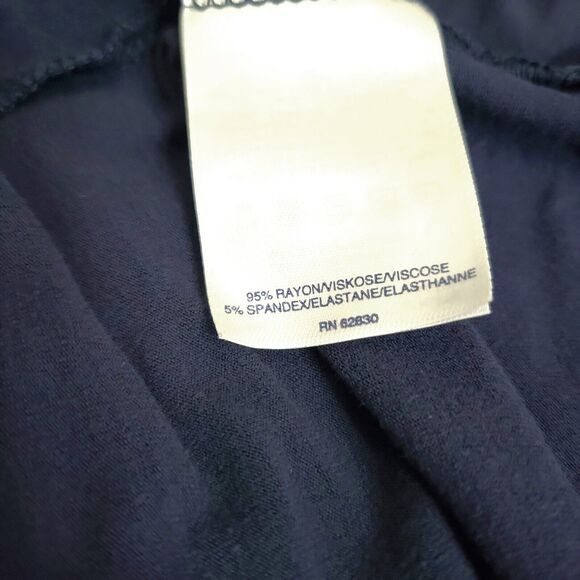 95% RAYON/VISKOSE/VISCOSE
5% SPANDEX/ELASTANE/ELASTHANNE
RN 62830